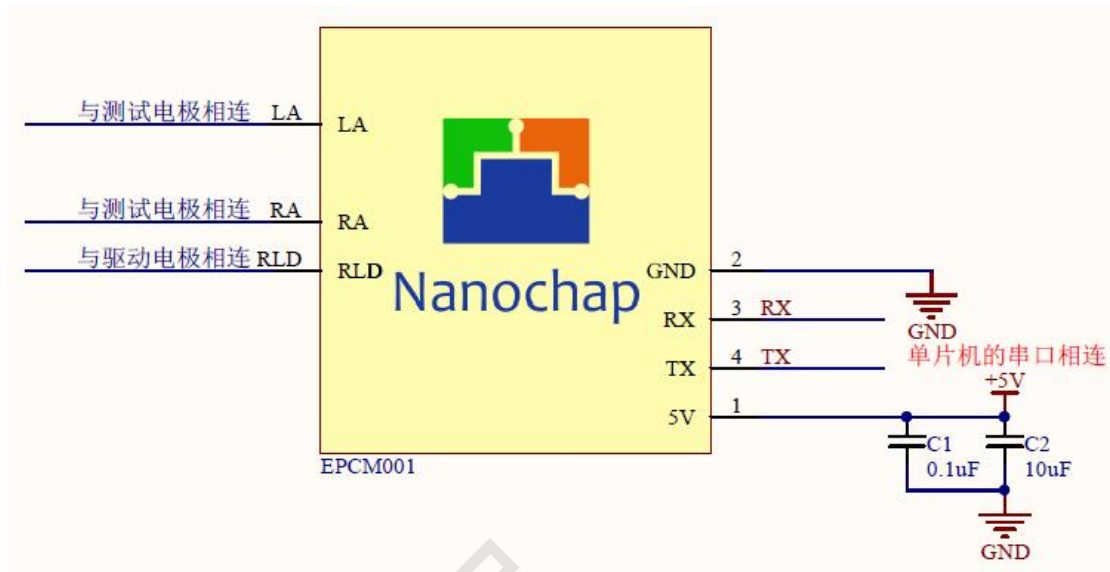 与测试电极相连 LA
LA
与测试电极相连 RA
RA
与驱动电极相连 RLD
RLD
Nanochap
GND 2
GND
RX 3 RX
单片机的串口相连
TX 4 TX
+5V
5V 1
C1
0.1uF
C2
10uF
EPCM001
GND